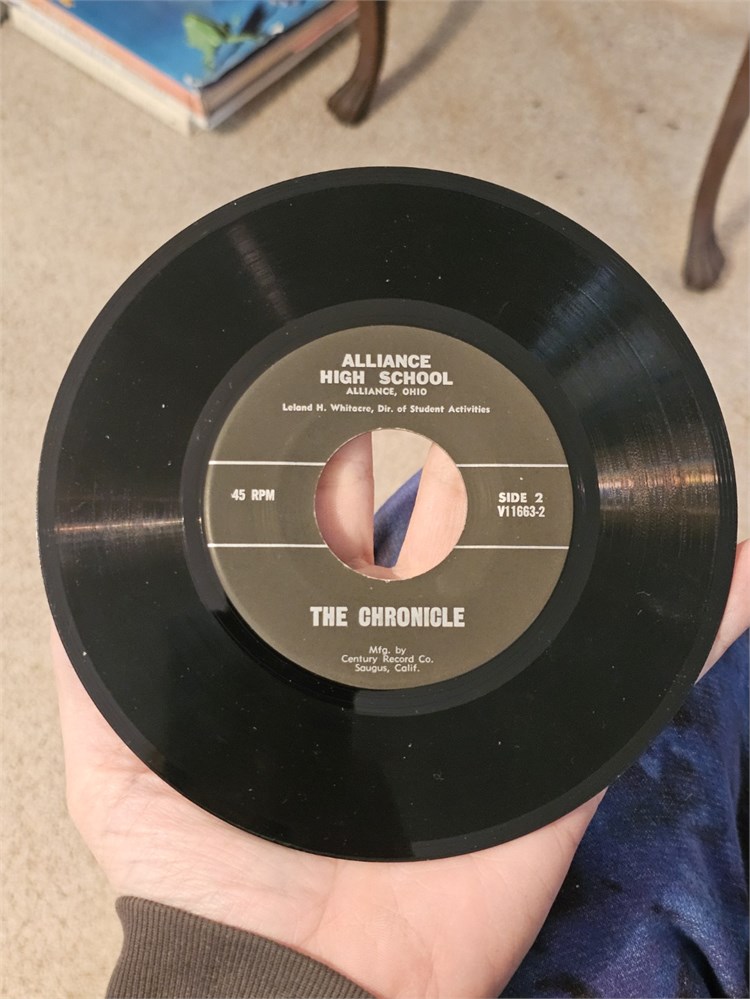 ALLIANCE
HIGH SCHOOL
ALLIANCE, OHIO
Leland H. Whitacre, Dir. of Student Activities
45 RPM
SIDE 2
V11663-2
THE CHRONICLE
Mfg. by
Century Record Co.
Saugus, Calif.